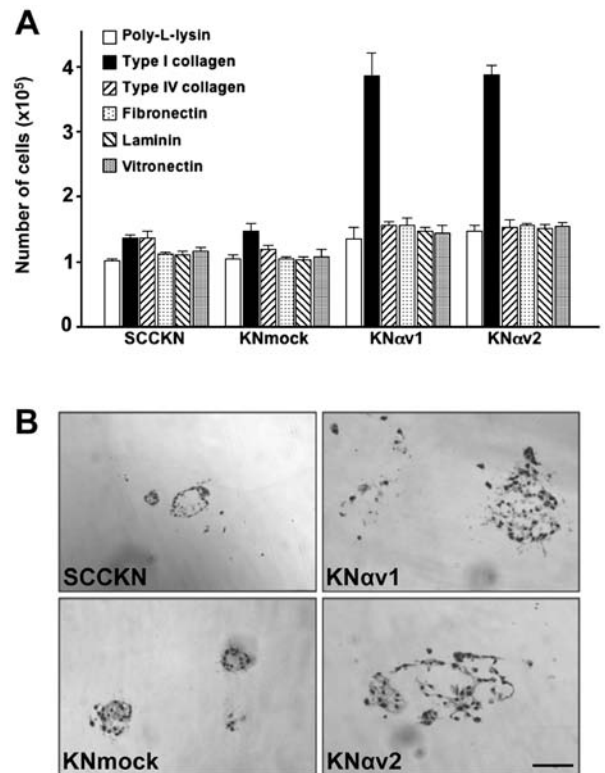 A
Poly-L-lysin
Type I collagen
Type IV collagen
Fibronectin
Laminin
Vitronectin
Number of cells (x10⁵)
4
3
2
1
0
SCCKN
KNmock
KNαv1
KNαv2
B
SCCKN
KNαv1
KNmock
KNαv2